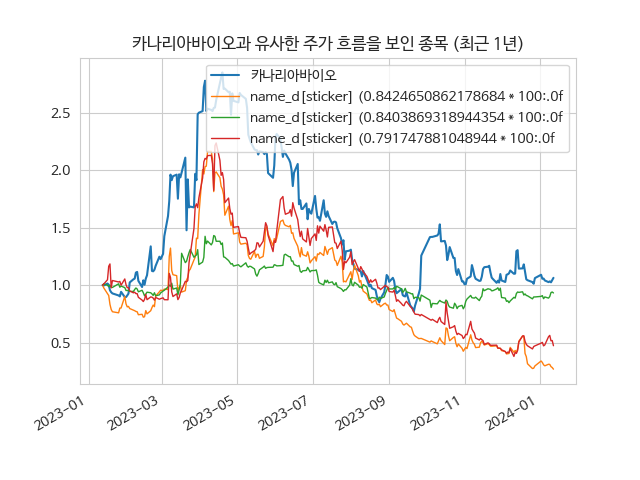 카나리아바이오과 유사한 주가 흐름을 보인 종목 (최근 1년)
카나리아바이오
name_d[sticker] (0.8424650862178684 * 100:.0f
name_d[sticker] (0.8403869318944354 * 100:.0f
name_d[sticker] (0.791747881048944 * 100:.0f
2.5
2.0
1.5
1.0
0.5
2023-01
2023-03
2023-05
2023-07
2023-09
2023-11
2024-01